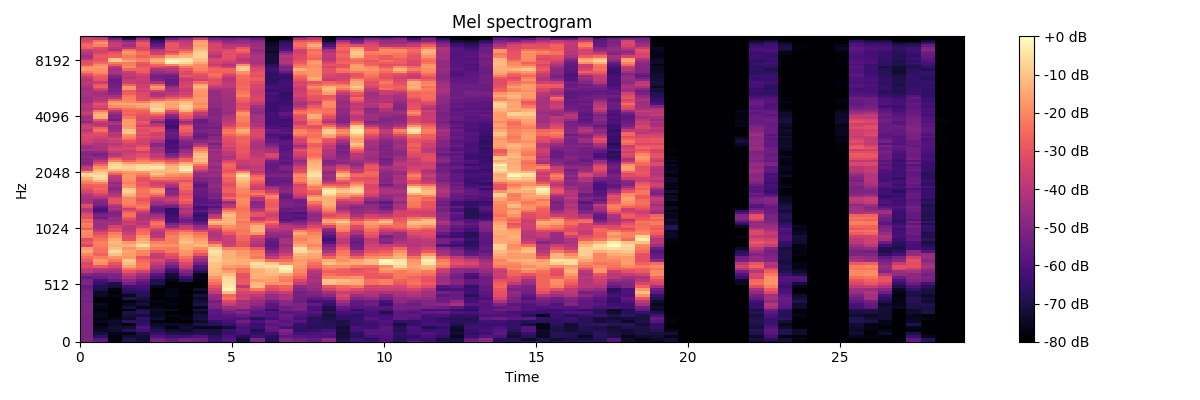 Mel spectrogram
Hz
8192
4096
2048
1024
512
0
0 5 10 15 20 25
Time
+0 dB
-10 dB
-20 dB
-30 dB
-40 dB
-50 dB
-60 dB
-70 dB
-80 dB